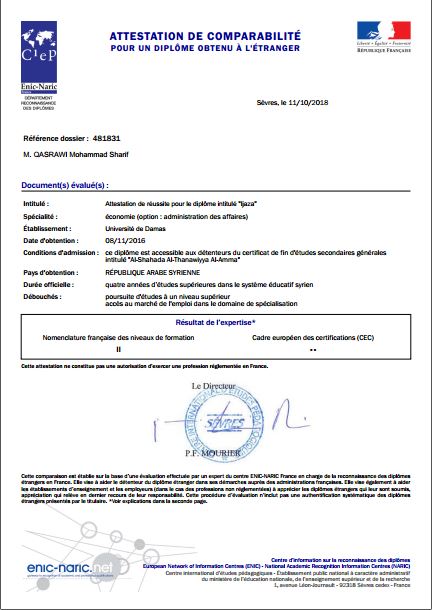 CIEP
Enic-Naric
France
DÉPARTEMENT
RECONNAISSANCE
DES DIPLÔMES
ATTESTATION DE COMPARABILITÉ
POUR UN DIPLÔME OBTENU À L'ÉTRANGER
Liberté • Égalité • Fraternité
RÉPUBLIQUE FRANÇAISE
Sèvres, le 11/10/2018
Référence dossier : 481831
M. QASRAWI Mohammad Sharif
Document(s) évalué(s) :
Intitulé : Attestation de réussite pour le diplôme intitulé "Ijaza"
Spécialité : économie (option : administration des affaires)
Établissement : Université de Damas
Date d'obtention : 08/11/2016
Conditions d'admission : ce diplôme est accessible aux détenteurs du certificat de fin d'études secondaires générales
intitulé "Al-Shahada Al-Thanawiyya Al-Amma"
Pays d'obtention : RÉPUBLIQUE ARABE SYRIENNE
Durée officielle : quatre années d'études supérieures dans le système éducatif syrien
Débouchés : poursuite d'études à un niveau supérieur
accès au marché de l'emploi dans le domaine de spécialisation
Résultat de l'expertise*
Nomenclature française des niveaux de formation Cadre européen des certifications (CEC)
II --
Cette attestation ne constitue pas une autorisation d'exercer une profession réglementée en France.
Le Directeur
SÈVRES
P.F. MOURIER
Cette comparaison est établie sur la base d'une évaluation effectuée par un expert du centre ENIC-NARIC France en charge de la reconnaissance des diplômes
étrangers en France. Elle vise à aider le détenteur du diplôme étranger dans ses démarches auprès des administrations françaises. Elle vise également à aider
les établissements d'enseignement et les employeurs (dans le cas des professions non réglementées) à apprécier les diplômes étrangers qui leur sont soumis,
appréciation qui relève en dernier recours de leur responsabilité. Cette procédure d'évaluation n'inclut pas une authentification systématique des diplômes
étrangers présentés par le titulaire. *Voir explications dans la seconde page.
enic-naric.net
Centre d'information sur la reconnaissance des diplômes
European Network of Information Centres (ENIC) - National Academic Recognition Information Centres (NARIC)
Centre international d'études pédagogiques - Établissement public national à caractère administratif
du ministère de l'éducation nationale, de l'enseignement supérieur et de la recherche
1, avenue Léon-Journault - 92318 Sèvres cedex - France